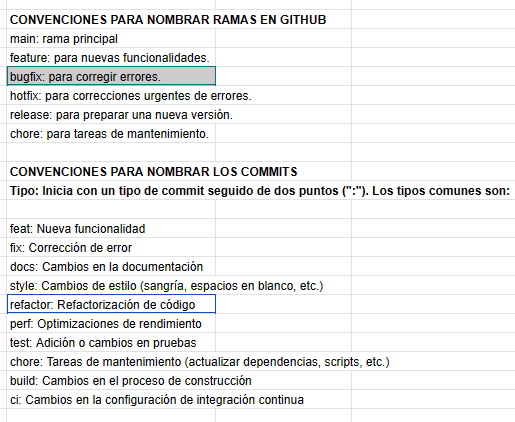 CONVENCIONES PARA NOMBRAR RAMAS EN GITHUB
main: rama principal
feature: para nuevas funcionalidades.
bugfix: para corregir errores.
hotfix: para correcciones urgentes de errores.
release: para preparar una nueva versión.
chore: para tareas de mantenimiento.
CONVENCIONES PARA NOMBRAR LOS COMMITS
Tipo: Inicia con un tipo de commit seguido de dos puntos (":"). Los tipos comunes son:
feat: Nueva funcionalidad
fix: Corrección de error
docs: Cambios en la documentación
style: Cambios de estilo (sangría, espacios en blanco, etc.)
refactor: Refactorización de código
perf: Optimizaciones de rendimiento
test: Adición o cambios en pruebas
chore: Tareas de mantenimiento (actualizar dependencias, scripts, etc.)
build: Cambios en el proceso de construcción
ci: Cambios en la configuración de integración continua